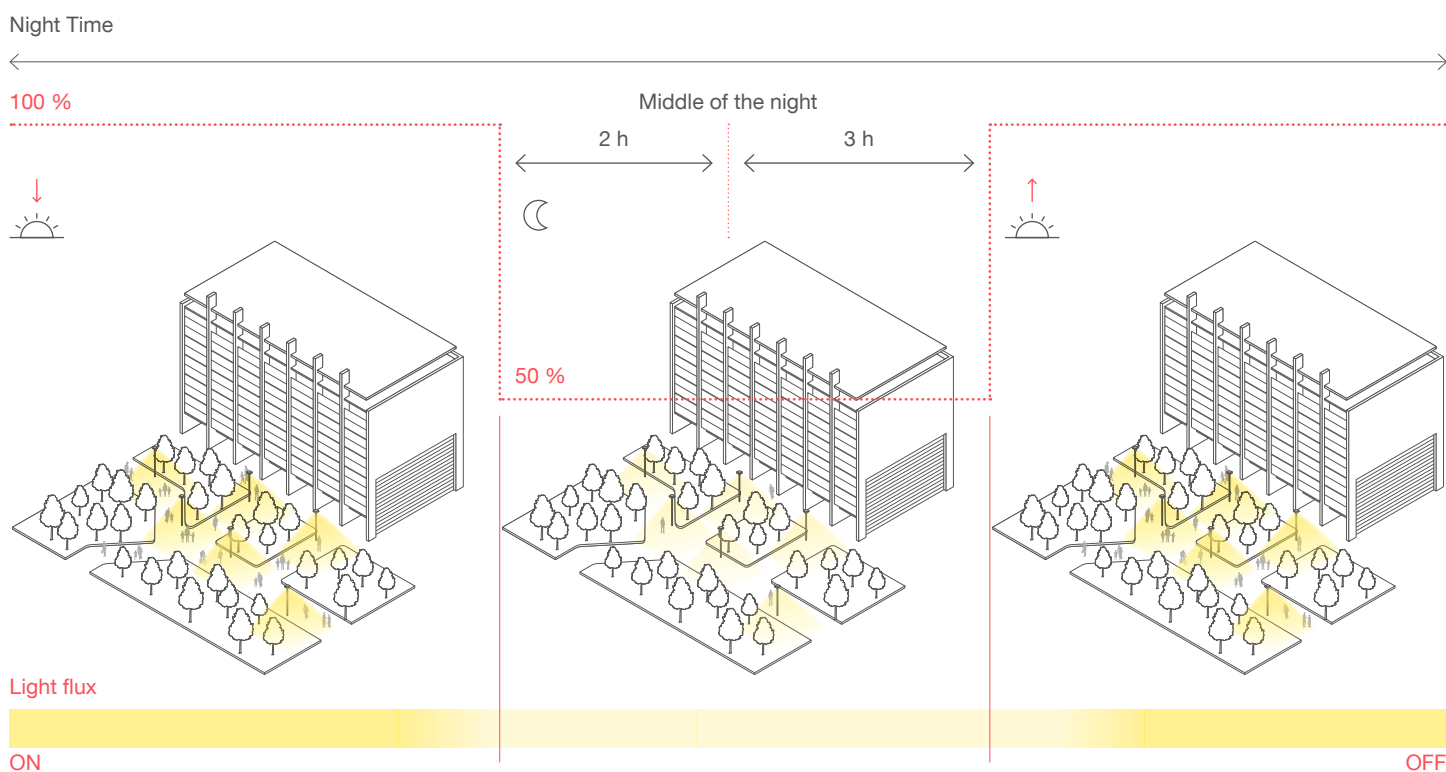 Night Time
100 %
Middle of the night
2 h
3 h
50 %
Light flux
ON
OFF